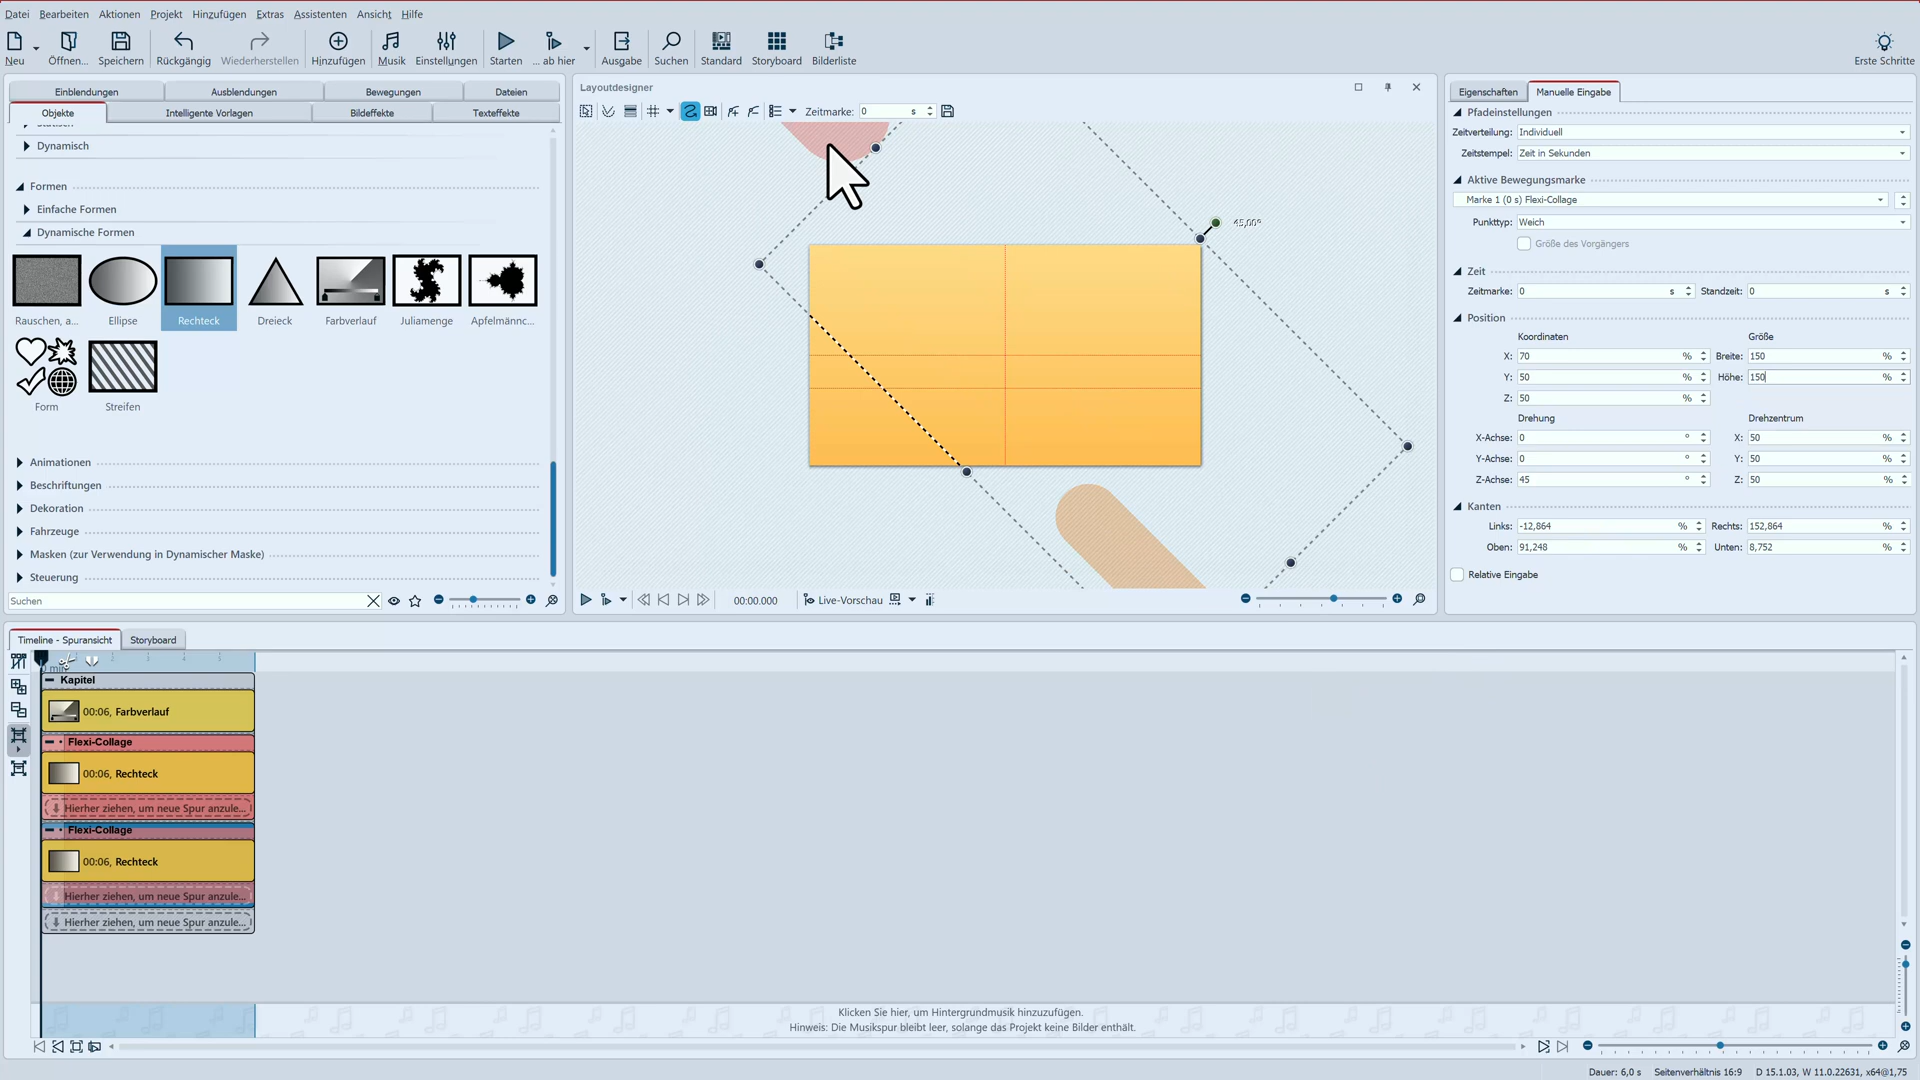 Datei Bearbeiten Aktionen Projekt Hinzufügen Extras Assistenten Ansicht Hilfe
Neu Öffnen... Speichern Rückgängig Wiederherstellen Hinzufügen Musik Einstellungen Starten ... ab hier Ausgabe Suchen Standard Storyboard Bilderliste Erste Schritte
Einblendungen Ausblendungen Bewegungen Dateien
Objekte Intelligente Vorlagen Bildeffekte Texteffekte
Statisch
Dynamisch
Formen
Einfache Formen
Dynamische Formen
Rauschen, a... Ellipse Rechteck Dreieck Farbverlauf Juliamenge Apfelmännc...
Form Streifen
Animationen
Beschriftungen
Dekoration
Fahrzeuge
Masken (zur Verwendung in Dynamischer Maske)
Steuerung
Suchen
Layoutdesigner
Zeitmarke: 0 s
45,00°
00:00.000 Live-Vorschau
Eigenschaften Manuelle Eingabe
Pfadeinstellungen
Zeitverteilung: Individuell
Zeitstempel: Zeit in Sekunden
Aktive Bewegungsmarke
Marke 1 (0 s) Flexi-Collage
Punkttyp: Weich
Größe des Vorgängers
Zeit
Zeitmarke: 0 s Standzeit: 0 s
Position
Koordinaten Größe
X: 70 % Breite: 150 %
Y: 50 % Höhe: 150 %
Z: 50 %
Drehung Drehzentrum
X-Achse: 0 ° X: 50 %
Y-Achse: 0 ° Y: 50 %
Z-Achse: 45 ° Z: 50 %
Kanten
Links: -12,864 % Rechts: 152,864 %
Oben: 91,248 % Unten: 8,752 %
Relative Eingabe
Timeline - Spuransicht Storyboard
2 3 4 5
0 min
Kapitel
00:06, Farbverlauf
Flexi-Collage
00:06, Rechteck
Hierher ziehen, um neue Spur anzule...
Flexi-Collage
00:06, Rechteck
Hierher ziehen, um neue Spur anzule...
Hierher ziehen, um neue Spur anzule...
Klicken Sie hier, um Hintergrundmusik hinzuzufügen.
Hinweis: Die Musikspur bleibt leer, solange das Projekt keine Bilder enthält.
Dauer: 6,0 s Seitenverhältnis 16:9 D 15.1.03, W 11.0.22631, x64@1,75